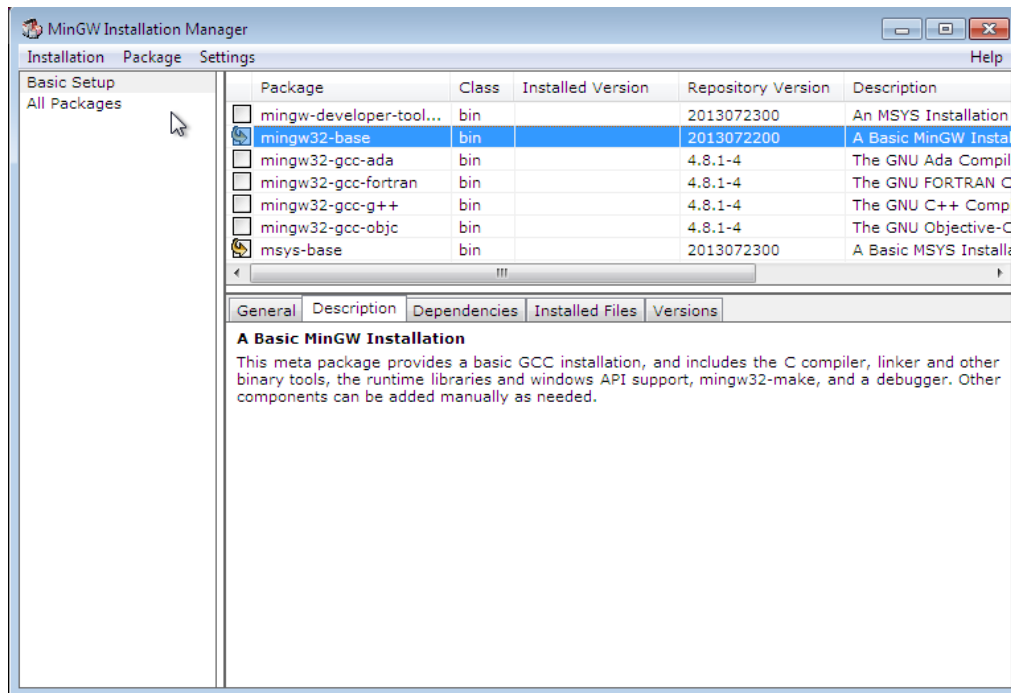 MinGW Installation Manager
Installation Package Settings Help
Basic Setup
All Packages
Package Class Installed Version Repository Version Description
mingw-developer-tool... bin 2013072300 An MSYS Installation
mingw32-base bin 2013072200 A Basic MinGW Instal
mingw32-gcc-ada bin 4.8.1-4 The GNU Ada Compil
mingw32-gcc-fortran bin 4.8.1-4 The GNU FORTRAN C
mingw32-gcc-g++ bin 4.8.1-4 The GNU C++ Comp
mingw32-gcc-objc bin 4.8.1-4 The GNU Objective-C
msys-base bin 2013072300 A Basic MSYS Installa
General Description Dependencies Installed Files Versions
A Basic MinGW Installation
This meta package provides a basic GCC installation, and includes the C compiler, linker and other
binary tools, the runtime libraries and windows API support, mingw32-make, and a debugger. Other
components can be added manually as needed.